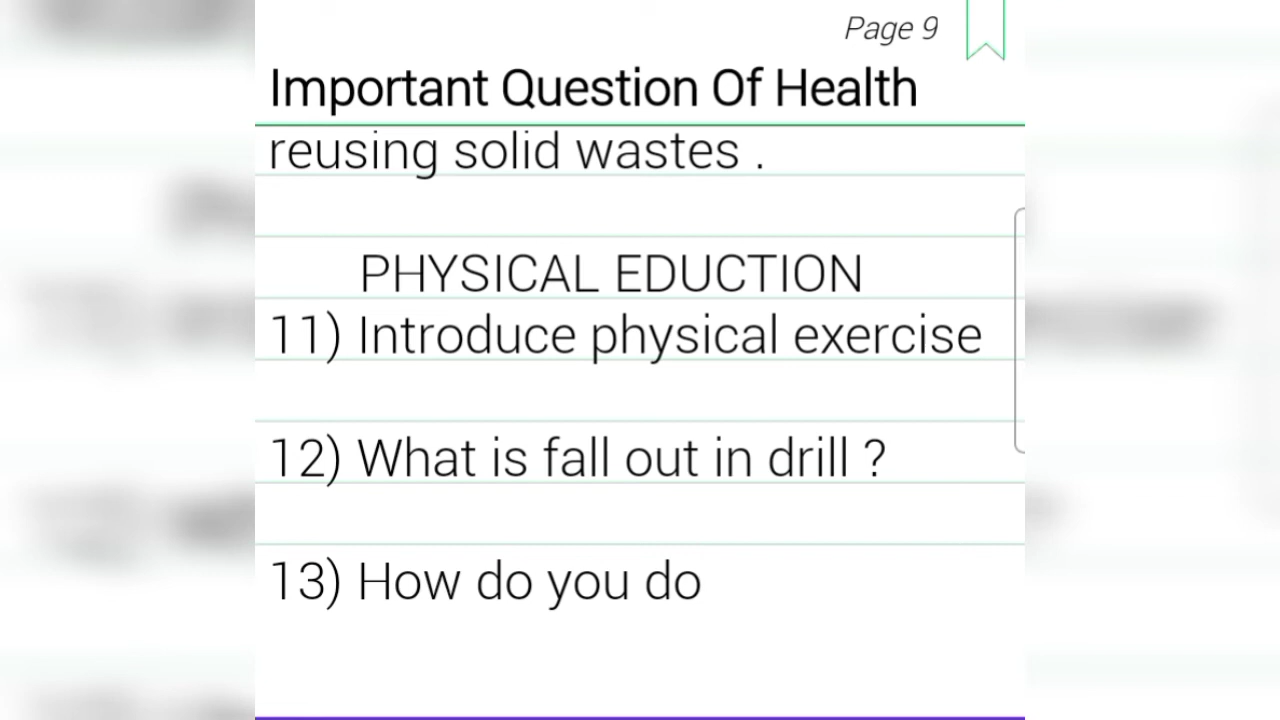 Page 9
Important Question Of Health
reusing solid wastes .
PHYSICAL EDUCTION
11) Introduce physical exercise
12) What is fall out in drill ?
13) How do you do